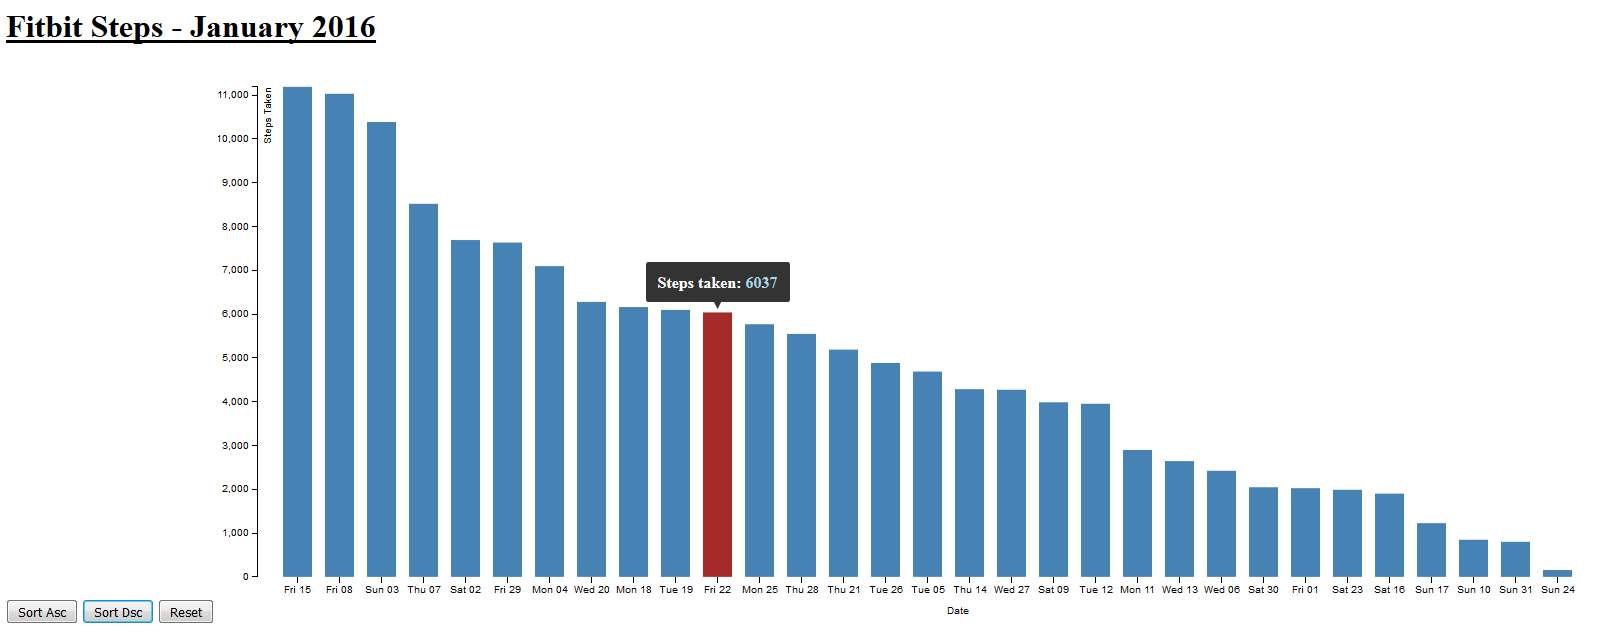 Fitbit Steps - January 2016
Steps Taken
11,000
10,000
9,000
8,000
7,000
6,000
5,000
4,000
3,000
2,000
1,000
0
Steps taken: 6037
Fri 15 Fri 08 Sun 03 Thu 07 Sat 02 Fri 29 Mon 04 Wed 20 Mon 18 Tue 19 Fri 22 Mon 25 Thu 28 Thu 21 Tue 26 Tue 05 Thu 14 Wed 27 Sat 09 Tue 12 Mon 11 Wed 13 Wed 06 Sat 30 Fri 01 Sat 23 Sat 16 Sun 17 Sun 10 Sun 31 Sun 24
Date
Sort Asc Sort Dsc Reset